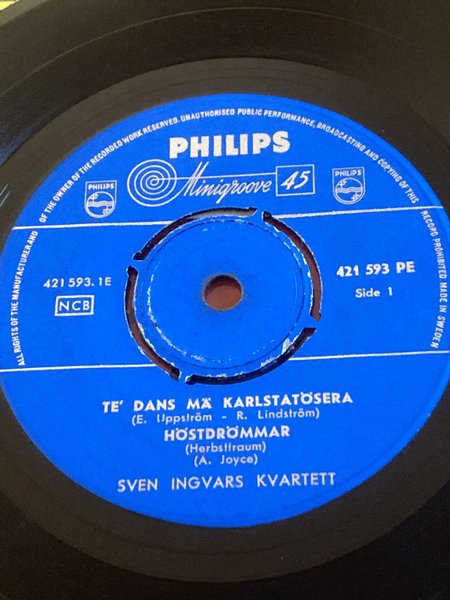 ALL RIGHTS OF THE MANUFACTURER AND OF THE OWNER OF THE RECORDED WORK RESERVED. UNAUTHORISED PUBLIC PERFORMANCE, BROADCASTING AND COPYING OF THIS RECORD PROHIBITED MADE IN SWEDEN
PHILIPS
Minigroove 45
PHILIPS
PHILIPS
421 593.1E
421 593 PE
NCB
Side 1
TE' DANS MÄ KARLSTATÖSERA
(E. Uppström - R. Lindström)
HÖSTDRÖMMAR
(Herbsttraum)
(A. Joyce)
SVEN INGVARS KVARTETT